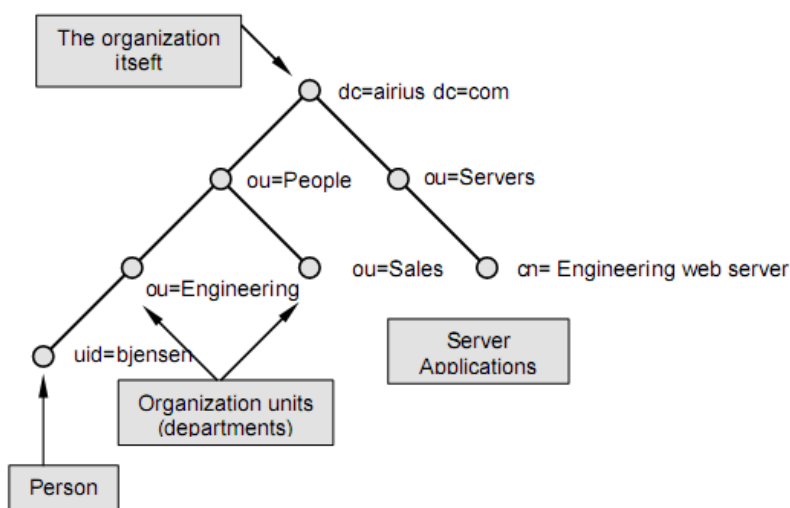 The organization
itseft
dc=airius dc=com
ou=People
ou=Servers
ou=Sales
cn= Engineering web server
ou=Engineering
Server
Applications
uid=bjensen
Organization units
(departments)
Person